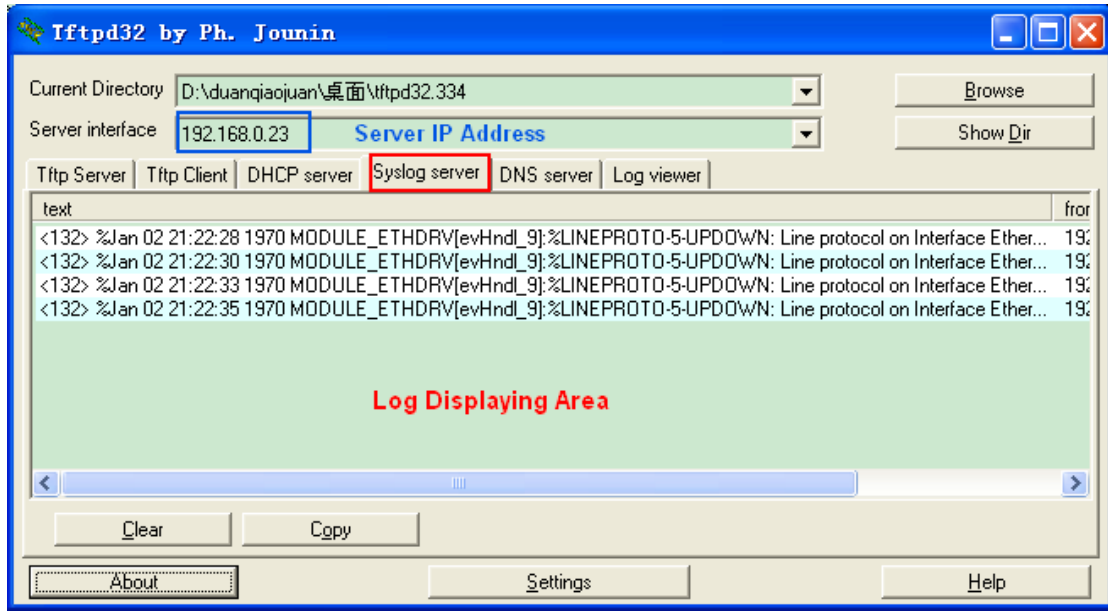 Tftpd32 by Ph. Jounin
Current Directory D:\duanqiaojuan\桌面\tftpd32.334 Browse
Server interface 192.168.0.23 Server IP Address Show Dir
Tftp Server Tftp Client DHCP server Syslog server DNS server Log viewer
text from
<132> %Jan 02 21:22:28 1970 MODULE_ETHDRV[evHndl_9]:%LINEPROTO-5-UPDOWN: Line protocol on Interface Ether... 192
<132> %Jan 02 21:22:30 1970 MODULE_ETHDRV[evHndl_9]:%LINEPROTO-5-UPDOWN: Line protocol on Interface Ether... 192
<132> %Jan 02 21:22:33 1970 MODULE_ETHDRV[evHndl_9]:%LINEPROTO-5-UPDOWN: Line protocol on Interface Ether... 192
<132> %Jan 02 21:22:35 1970 MODULE_ETHDRV[evHndl_9]:%LINEPROTO-5-UPDOWN: Line protocol on Interface Ether... 192
Log Displaying Area
Clear Copy
About Settings Help